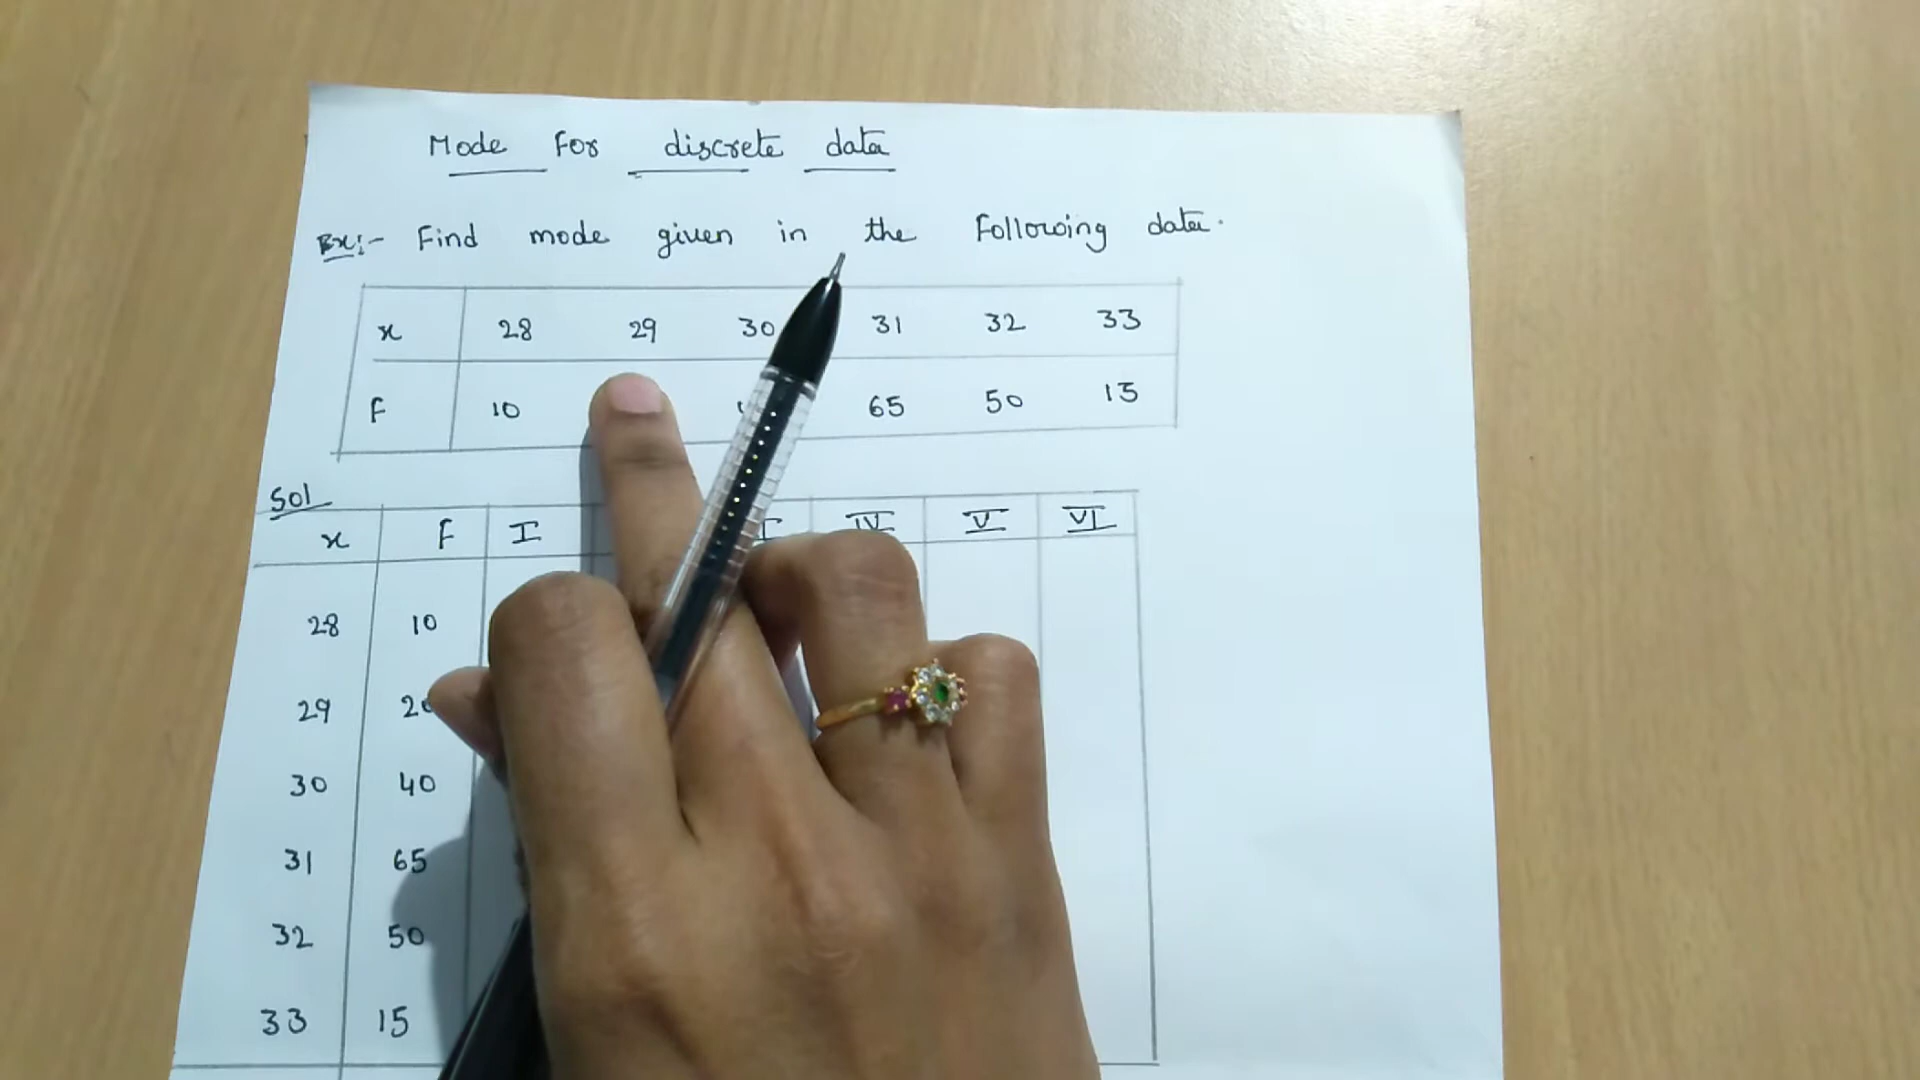 Mode For discrete data
Ex:- Find mode given in the Following data.
x 28 29 30 31 32 33
F 10 65 50 15
Sol
x F I IV V VI
28 10
29 20
30 40
31 65
32 50
33 15